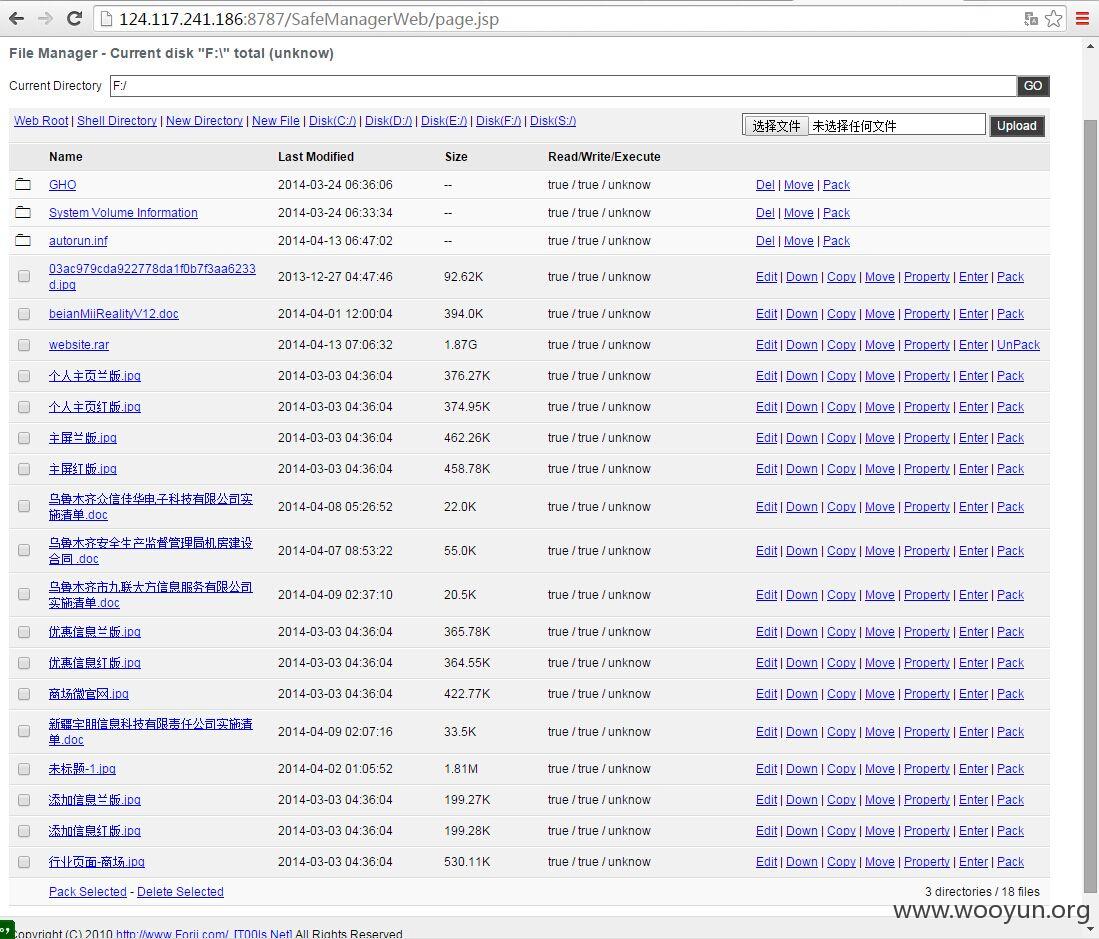 124.117.241.186:8787/SafeManagerWeb/page.jsp
File Manager - Current disk "F:\" total (unknow)
Current Directory F:/ GO
Web Root | Shell Directory | New Directory | New File | Disk(C:/) | Disk(D:/) | Disk(E:/) | Disk(F:/) | Disk(S:/) 选择文件 未选择任何文件 Upload
Name Last Modified Size Read/Write/Execute
GHO 2014-03-24 06:36:06 -- true / true / unknow Del | Move | Pack
System Volume Information 2014-03-24 06:33:34 -- true / true / unknow Del | Move | Pack
autorun.inf 2014-04-13 06:47:02 -- true / true / unknow Del | Move | Pack
03ac979cda922778da1f0b7f3aa6233
d.jpg 2013-12-27 04:47:46 92.62K true / true / unknow Edit | Down | Copy | Move | Property | Enter | Pack
beianMiiRealityV12.doc 2014-04-01 12:00:04 394.0K true / true / unknow Edit | Down | Copy | Move | Property | Enter | Pack
website.rar 2014-04-13 07:06:32 1.87G true / true / unknow Edit | Down | Copy | Move | Property | Enter | UnPack
个人主页兰版.jpg 2014-03-03 04:36:04 376.27K true / true / unknow Edit | Down | Copy | Move | Property | Enter | Pack
个人主页红版.jpg 2014-03-03 04:36:04 374.95K true / true / unknow Edit | Down | Copy | Move | Property | Enter | Pack
主屏兰版.jpg 2014-03-03 04:36:04 462.26K true / true / unknow Edit | Down | Copy | Move | Property | Enter | Pack
主屏红版.jpg 2014-03-03 04:36:04 458.78K true / true / unknow Edit | Down | Copy | Move | Property | Enter | Pack
乌鲁木齐众信佳华电子科技有限公司实
施清单.doc 2014-04-08 05:26:52 22.0K true / true / unknow Edit | Down | Copy | Move | Property | Enter | Pack
乌鲁木齐安全生产监督管理局机房建设
合同 .doc 2014-04-07 08:53:22 55.0K true / true / unknow Edit | Down | Copy | Move | Property | Enter | Pack
乌鲁木齐市九联大方信息服务有限公司
实施清单.doc 2014-04-09 02:37:10 20.5K true / true / unknow Edit | Down | Copy | Move | Property | Enter | Pack
优惠信息兰版.jpg 2014-03-03 04:36:04 365.78K true / true / unknow Edit | Down | Copy | Move | Property | Enter | Pack
优惠信息红版.jpg 2014-03-03 04:36:04 364.55K true / true / unknow Edit | Down | Copy | Move | Property | Enter | Pack
商场微官网.jpg 2014-03-03 04:36:04 422.77K true / true / unknow Edit | Down | Copy | Move | Property | Enter | Pack
新疆宇朋信息科技有限责任公司实施清
单.doc 2014-04-09 02:07:16 33.5K true / true / unknow Edit | Down | Copy | Move | Property | Enter | Pack
未标题-1.jpg 2014-04-02 01:05:52 1.81M true / true / unknow Edit | Down | Copy | Move | Property | Enter | Pack
添加信息兰版.jpg 2014-03-03 04:36:04 199.27K true / true / unknow Edit | Down | Copy | Move | Property | Enter | Pack
添加信息红版.jpg 2014-03-03 04:36:04 199.28K true / true / unknow Edit | Down | Copy | Move | Property | Enter | Pack
行业页面-商场.jpg 2014-03-03 04:36:04 530.11K true / true / unknow Edit | Down | Copy | Move | Property | Enter | Pack
Pack Selected - Delete Selected 3 directories / 18 files
www.wooyun.org
Copyright (C) 2010 http://www.Forjj.com/ [T00ls.Net] All Rights Reserved